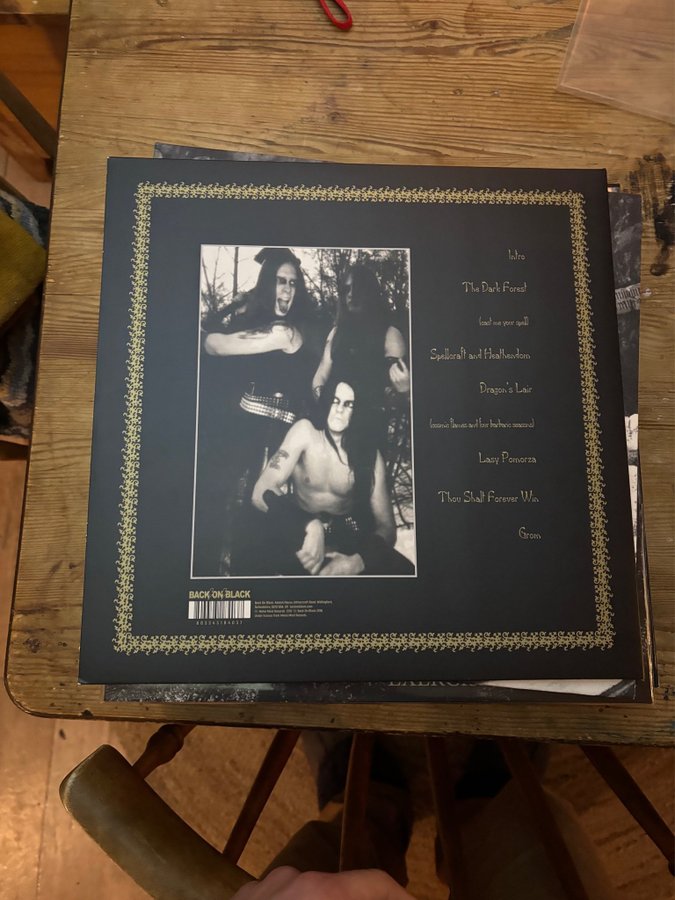 Intro
The Dark Forest
(cast me your spell)
Spellcraft and Heathendom
Dragon's Lair
(cosmic flames and four barbaric seasons)
Lasy Pomorza
Thou Shalt Forever Win
Grom
BACK ON BLACK